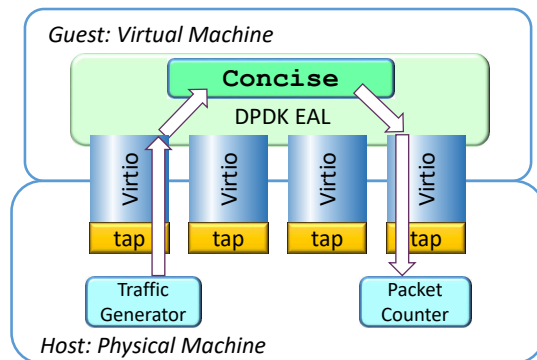 Guest: Virtual Machine
Concise
DPDK EAL
Virtio
Virtio
Virtio
Virtio
tap
tap
tap
tap
Traffic
Generator
Packet
Counter
Host: Physical Machine